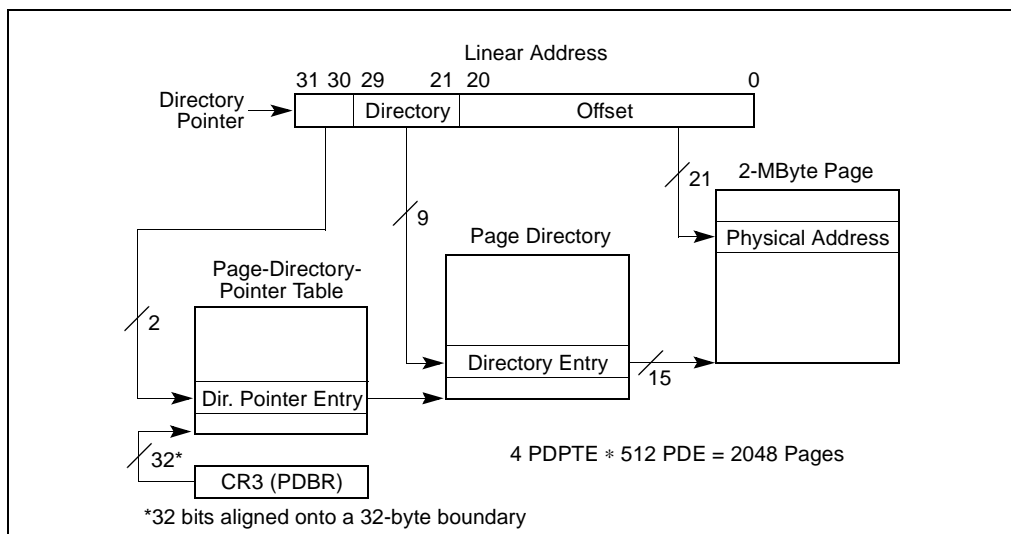 Linear Address
31 30 29 21 20 0
Directory Pointer
Directory
Offset
21
2-MByte Page
9
Physical Address
Page Directory
Page-Directory-
Pointer Table
2
Directory Entry
15
Dir. Pointer Entry
32*
4 PDPTE * 512 PDE = 2048 Pages
CR3 (PDBR)
*32 bits aligned onto a 32-byte boundary